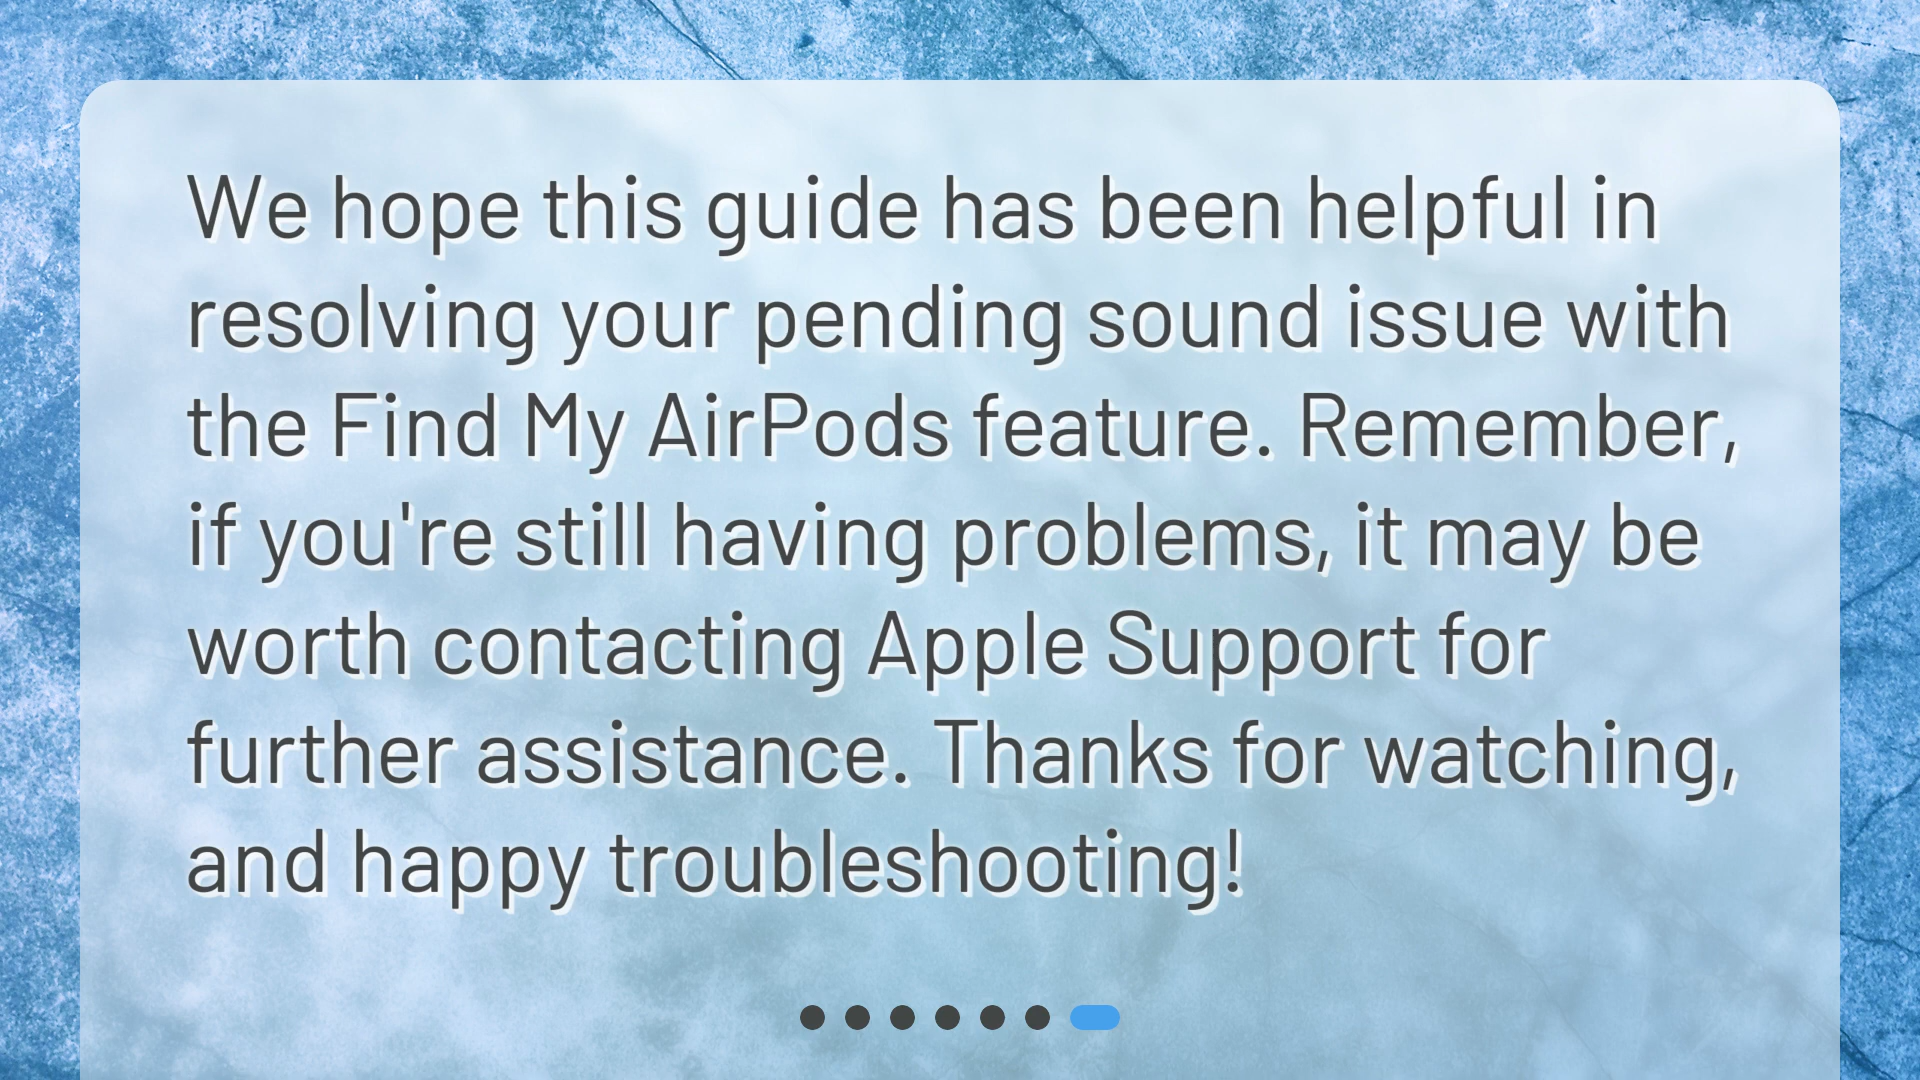 We hope this guide has been helpful in
resolving your pending sound issue with
the Find My AirPods feature. Remember,
if you're still having problems, it may be
worth contacting Apple Support for
further assistance. Thanks for watching,
and happy troubleshooting!